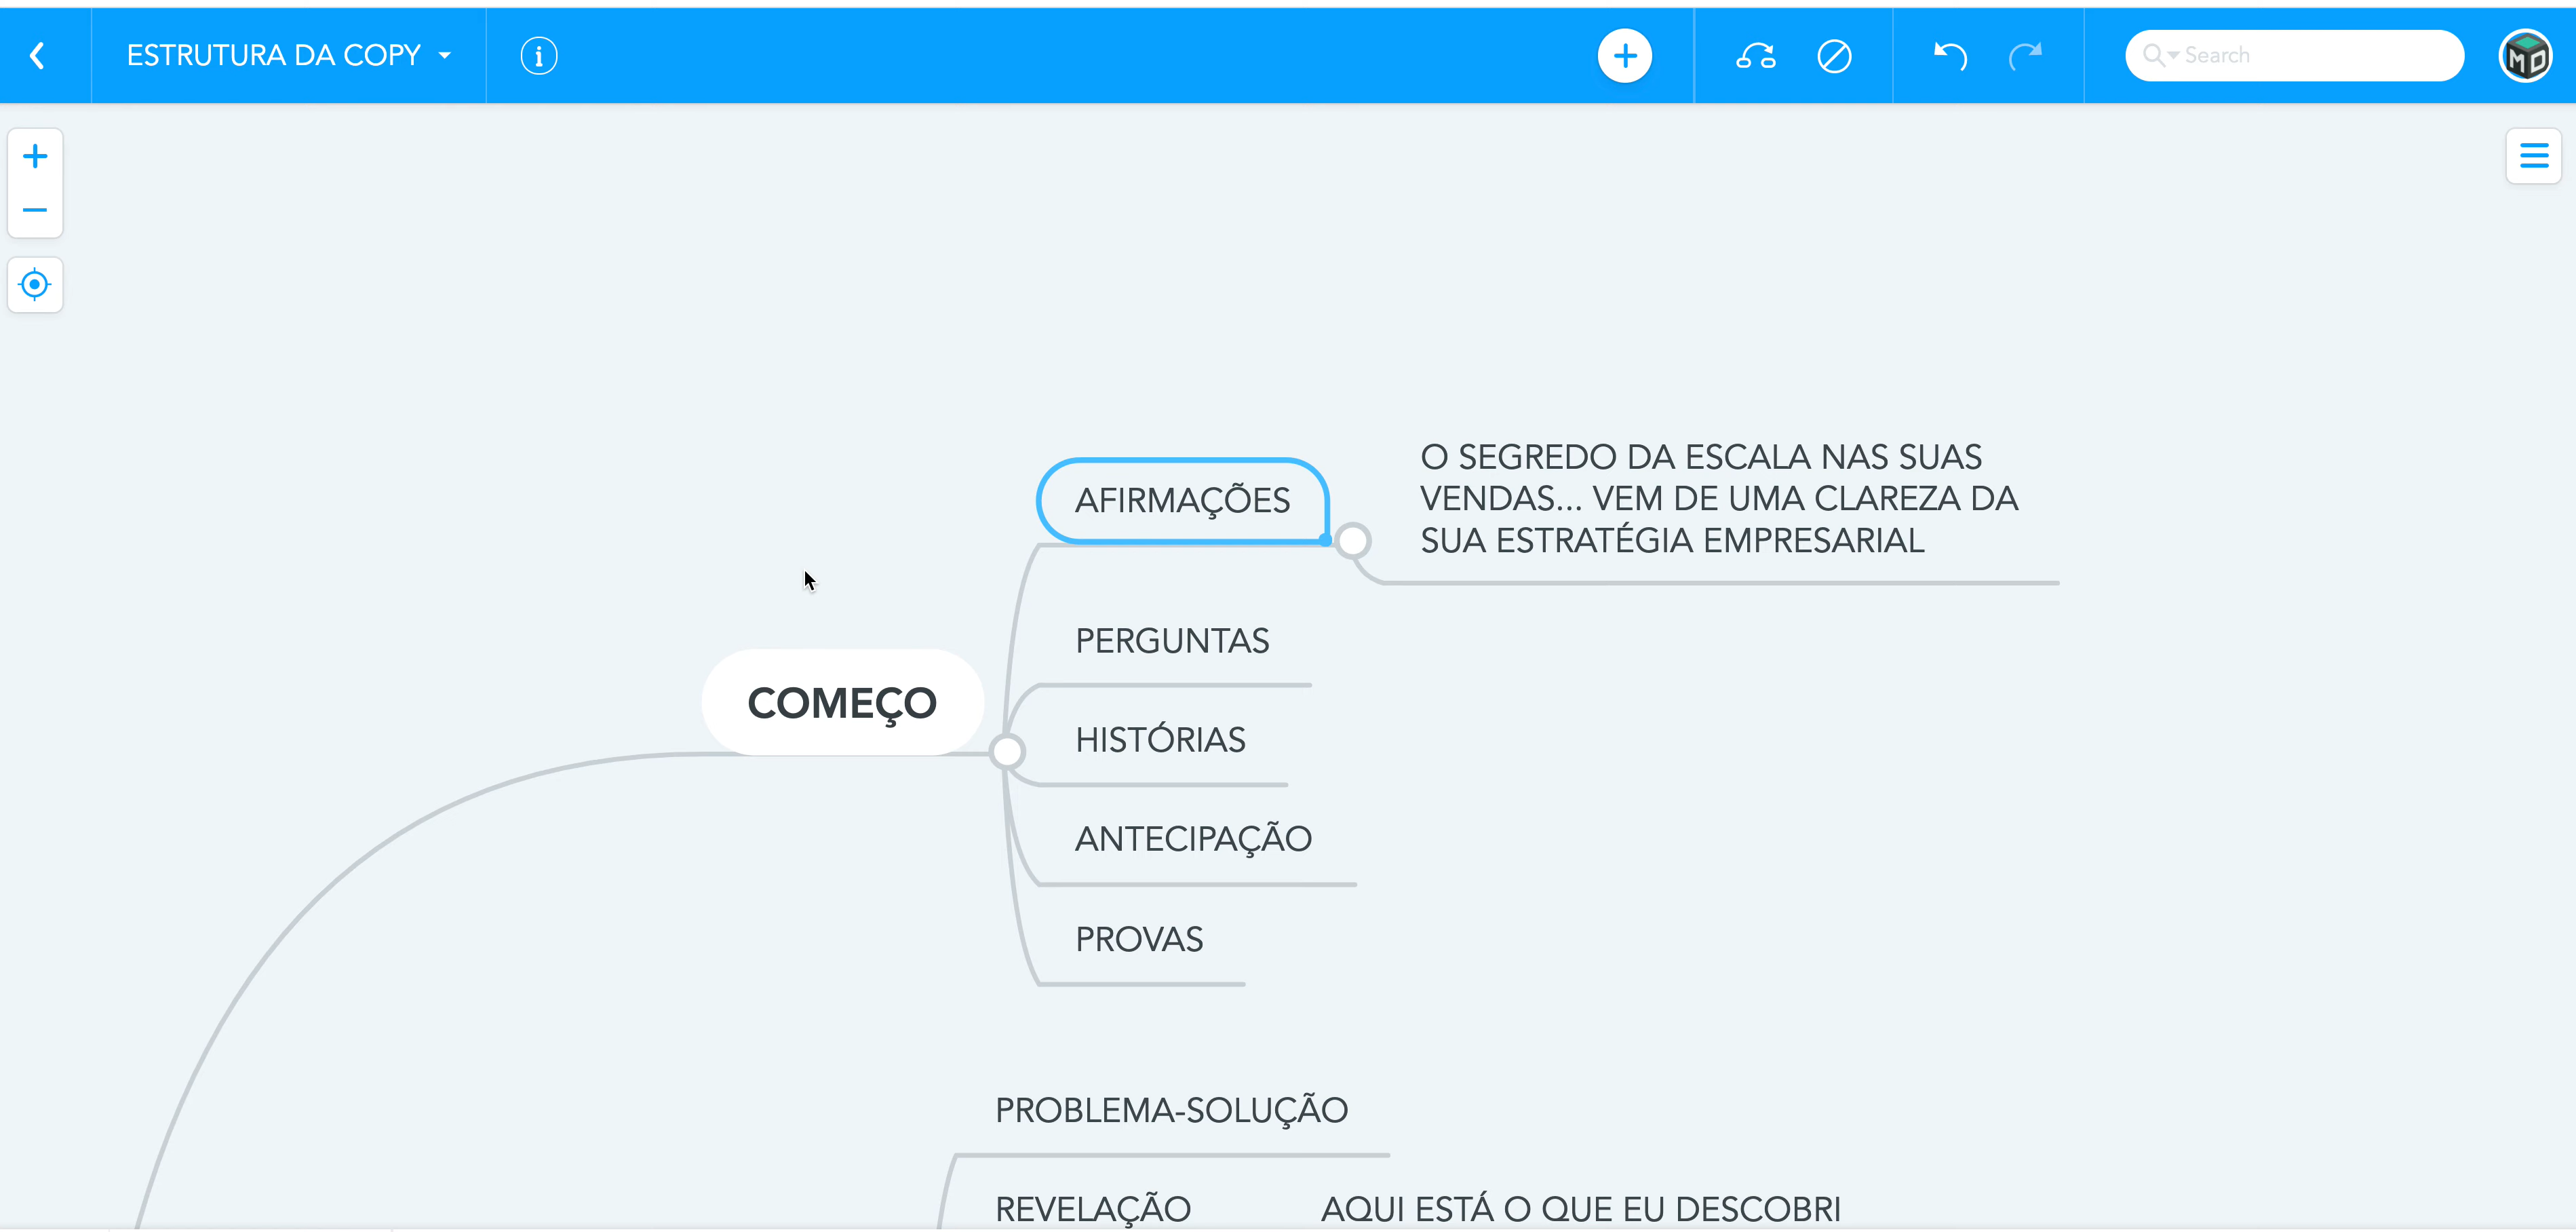 ESTRUTURA DA COPY
Search
MD
O SEGREDO DA ESCALA NAS SUAS
VENDAS... VEM DE UMA CLAREZA DA
SUA ESTRATÉGIA EMPRESARIAL
AFIRMAÇÕES
PERGUNTAS
COMEÇO
HISTÓRIAS
ANTECIPAÇÃO
PROVAS
PROBLEMA-SOLUÇÃO
REVELAÇÃO
AQUI ESTÁ O QUE EU DESCOBRI